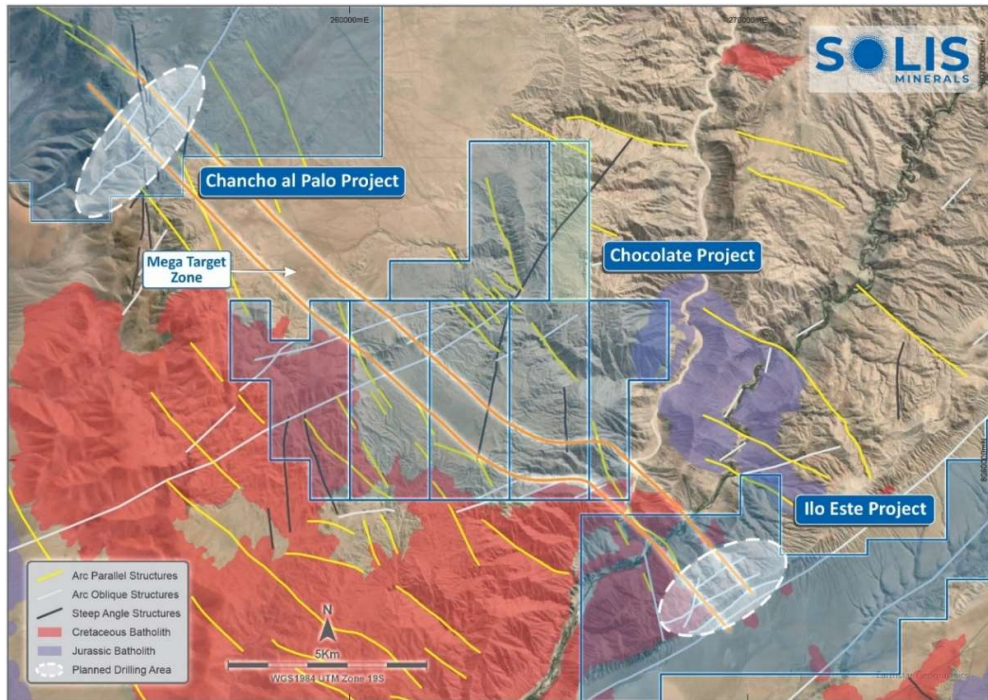 260000mE
270000mE
SOLIS
MINERALS
Chancho al Palo Project
Mega Target
Zone
Chocolate Project
Ilo Este Project
Arc Parallel Structures
Arc Oblique Structures
Steep Angle Structures
Cretaceous Batholith
Jurassic Batholith
Planned Drilling Area
N
5Km
WGS1984 UTM Zone 19S